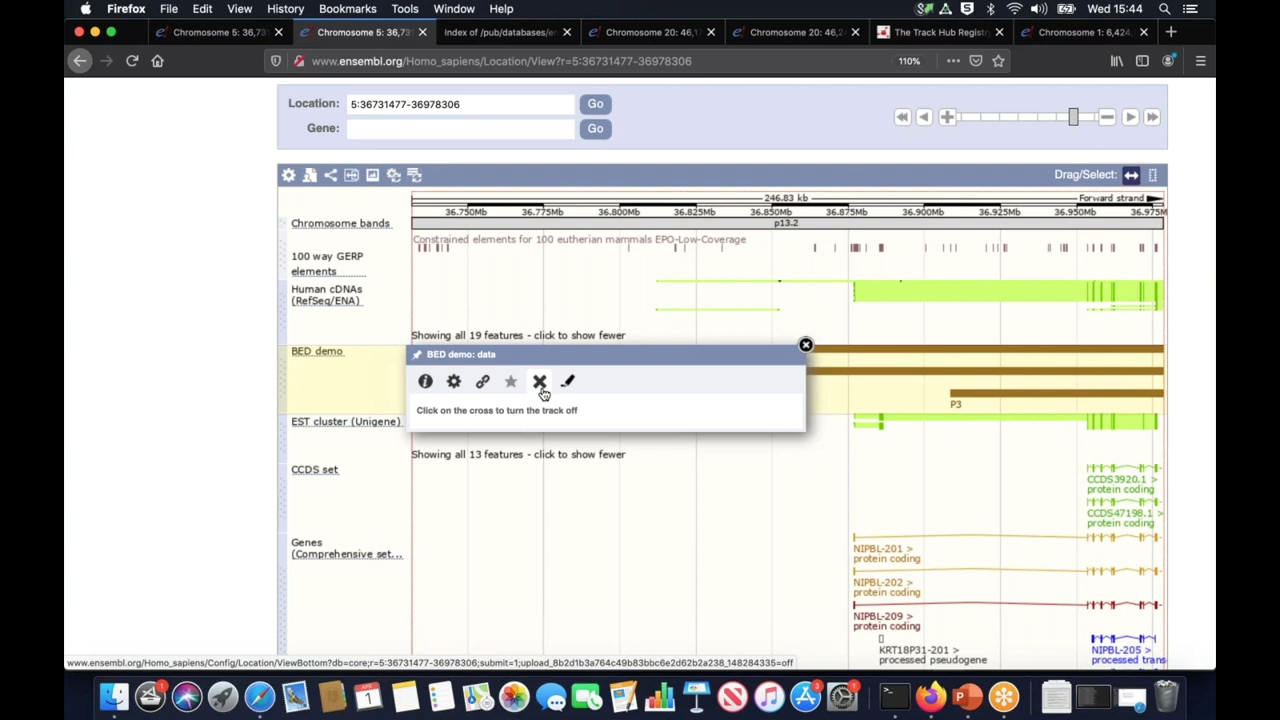 Firefox File Edit View History Bookmarks Tools Window Help Wed 15:44
Chromosome 5: 36,73 Chromosome 5: 36,73 Index of /pub/databases/en Chromosome 20: 46,1 Chromosome 20: 46,2 The Track Hub Registr Chromosome 1: 6,424,
www.ensembl.org/Homo_sapiens/Location/View?r=5:36731477-36978306 110%
Location: 5:36731477-36978306 Go
Gene: Go
Drag/Select:
246.83 kb Forward strand
36.750Mb 36.775Mb 36.800Mb 36.825Mb 36.850Mb 36.875Mb 36.900Mb 36.925Mb 36.950Mb 36.975M
Chromosome bands p13.2
Constrained elements for 100 eutherian mammals EPO-Low-Coverage
100 way GERP
elements
Human cDNAs
(RefSeq/ENA)
Showing all 19 features - click to show fewer
BED demo
BED demo: data
Click on the cross to turn the track off
P3
EST cluster (Unigene)
Showing all 13 features - click to show fewer
CCDS set
CCDS3920.1 >
protein coding
CCDS47198.1 >
protein coding
Genes
(Comprehensive set...
NIPBL-201 >
protein coding
NIPBL-202 >
protein coding
NIPBL-209 >
protein coding
KRT18P31-201 >
processed pseudogene
NIPBL-205 >
processed trans
www.ensembl.org/Homo_sapiens/Config/Location/ViewBottom?db=core;r=5:36731477-36978306;submit=1;upload_8b2d1b3a764c49b83bbc6e2d62b2a238_148284335=off